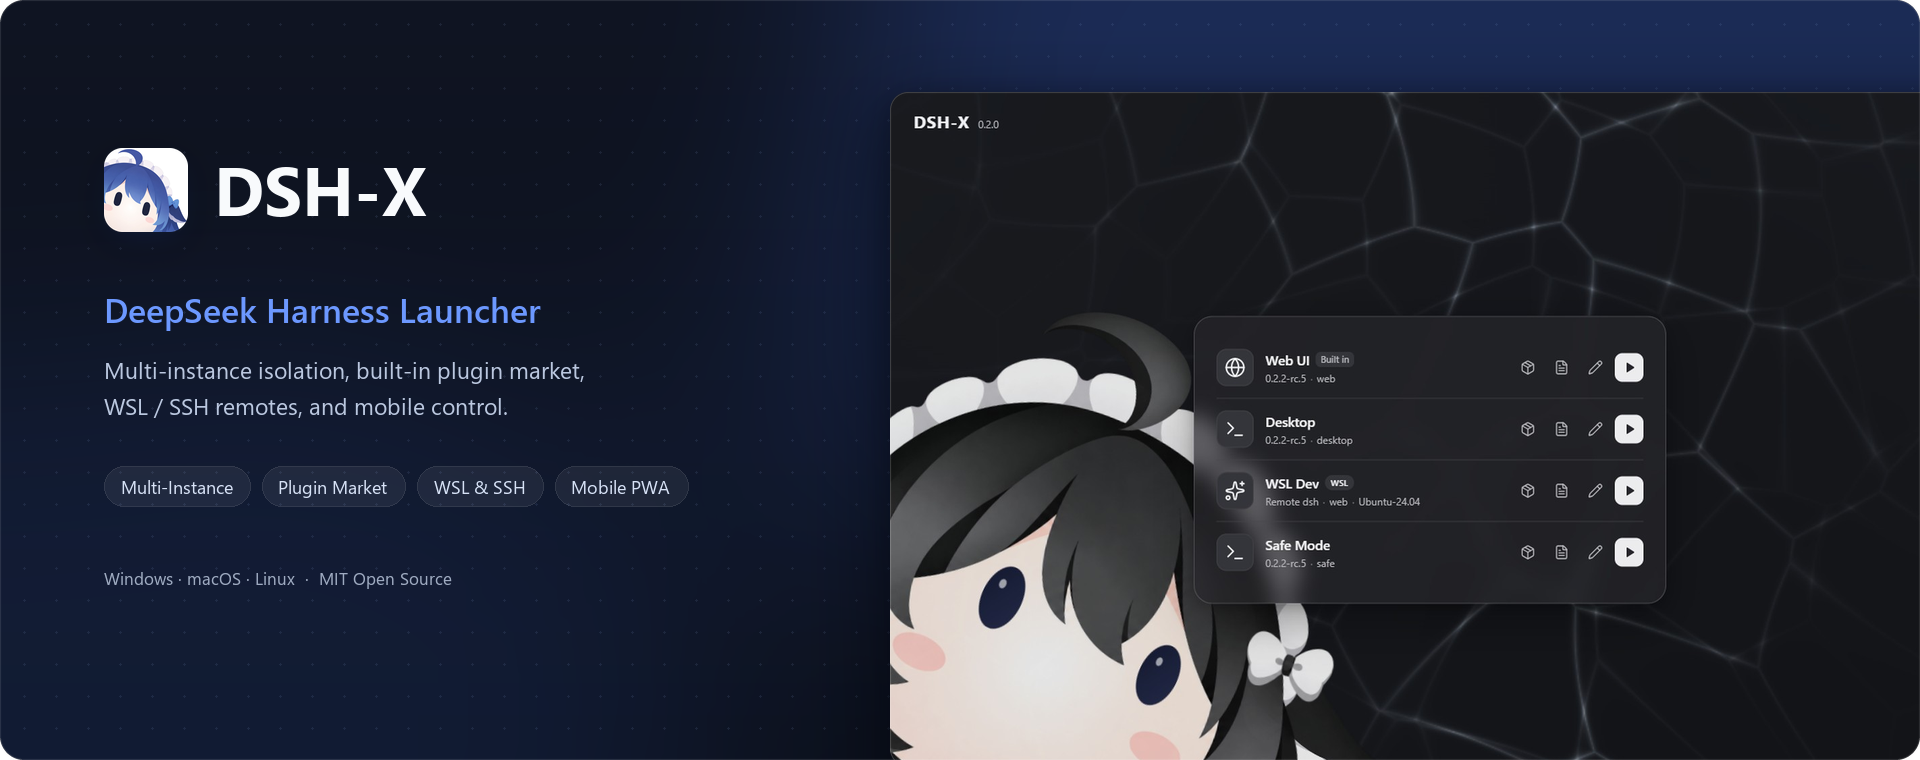 DSH-X
DeepSeek Harness Launcher
Multi-instance isolation, built-in plugin market,
WSL / SSH remotes, and mobile control.
Multi-Instance
Plugin Market
WSL & SSH
Mobile PWA
Windows · macOS · Linux · MIT Open Source
DSH-X 0.2.0
Web UI Built in
0.2.2-rc.5 · web
Desktop
0.2.2-rc.5 · desktop
WSL Dev WSL
Remote dsh · web · Ubuntu-24.04
Safe Mode
0.2.2-rc.5 · safe